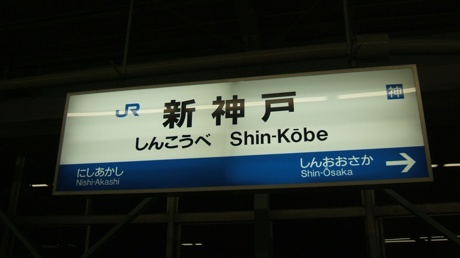 JR 新神戸 神
しんこうべ Shin-Kōbe
にしあかし しんおおさか →
Nishi-Akashi Shin-Ōsaka